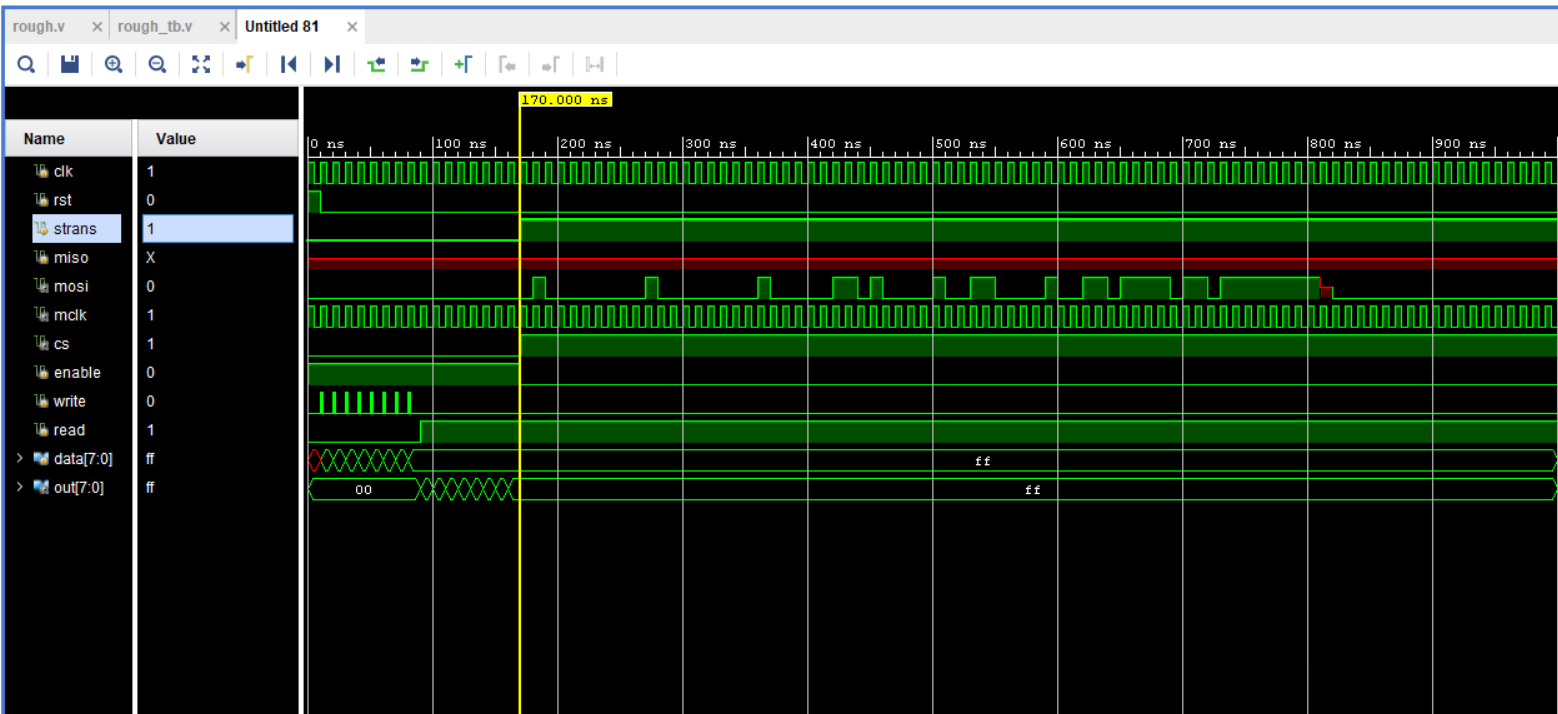 rough.v × rough_tb.v × Untitled 81 ×
170.000 ns
Name Value
0 ns 100 ns 200 ns 300 ns 400 ns 500 ns 600 ns 700 ns 800 ns 900 ns
clk 1
rst 0
strans 1
miso X
mosi 0
mclk 1
cs 1
enable 0
write 0
read 1
data[7:0] ff ff
out[7:0] ff 00 ff